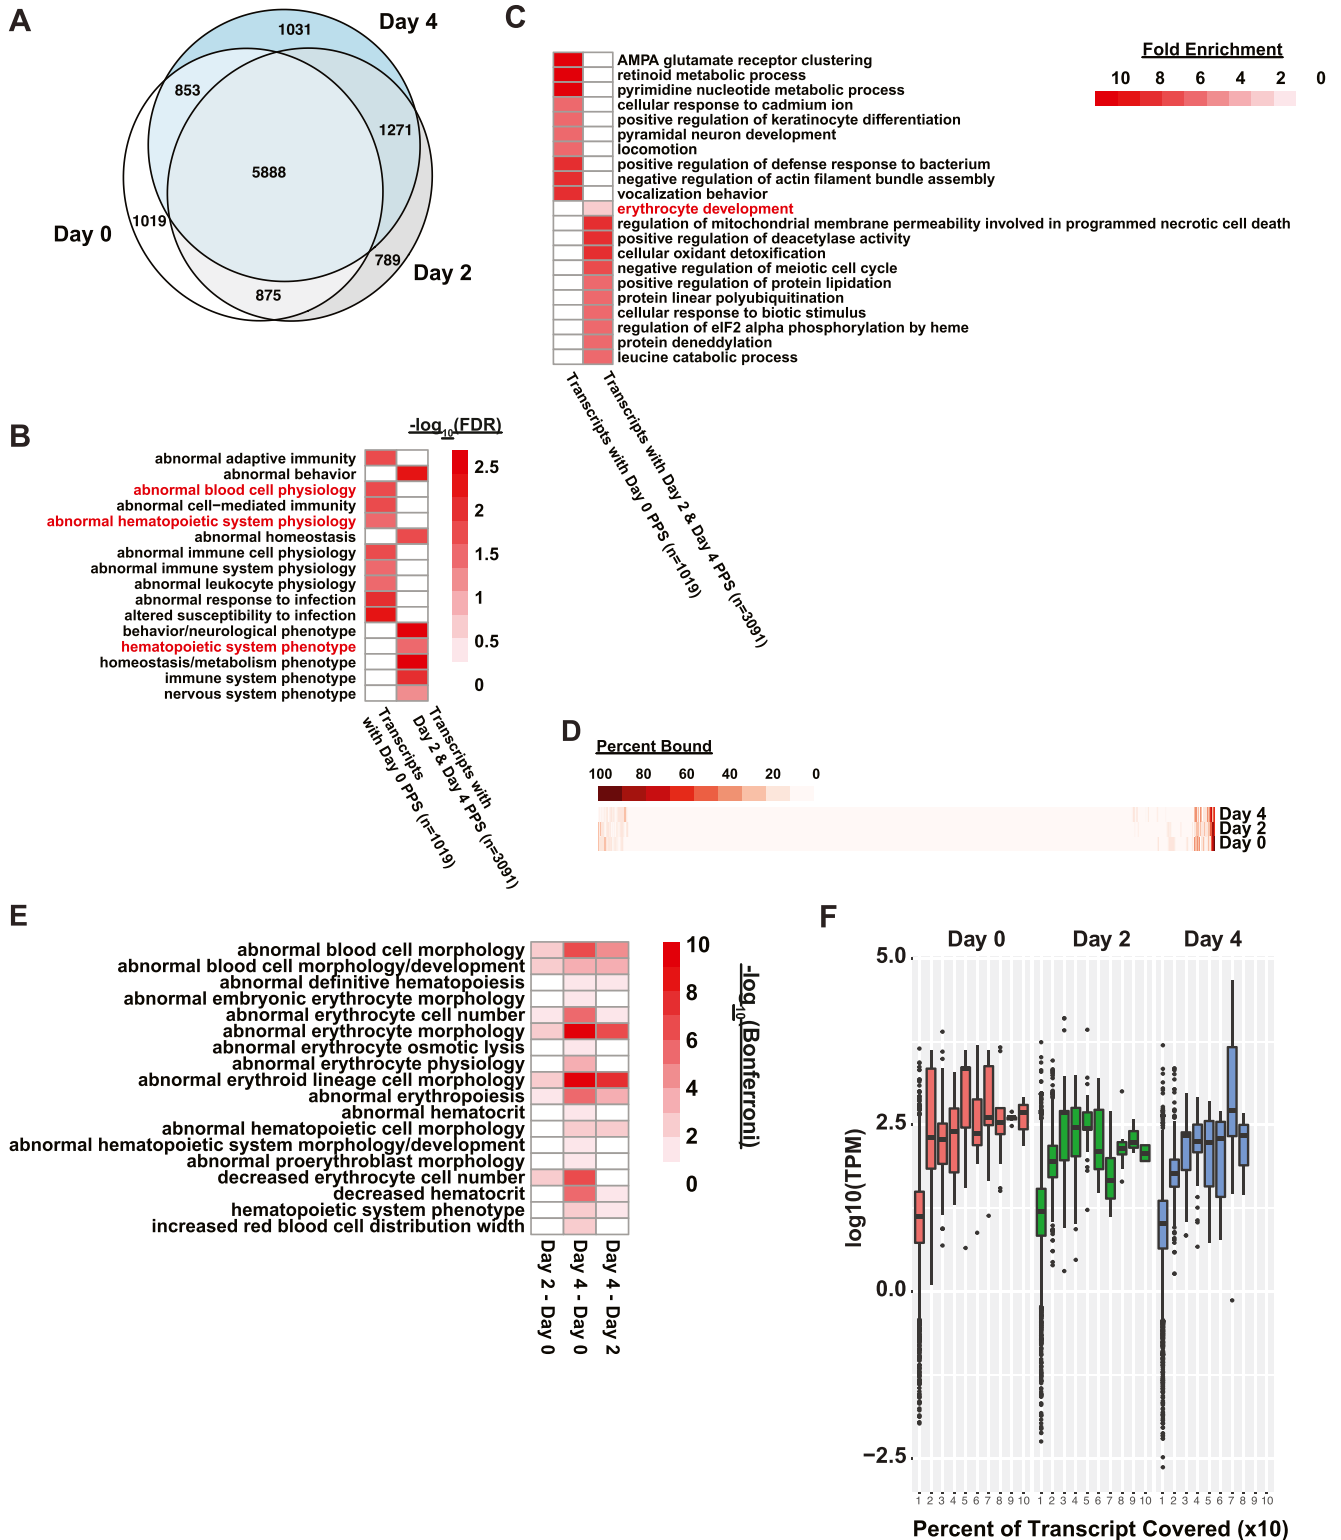 A
Day 4
1031
853
1271
5888
1019
Day 0
789
Day 2
875
C
Fold Enrichment
10 8 6 4 2 0
AMPA glutamate receptor clustering
retinoid metabolic process
pyrimidine nucleotide metabolic process
cellular response to cadmium ion
positive regulation of keratinocyte differentiation
pyramidal neuron development
locomotion
positive regulation of defense response to bacterium
negative regulation of actin filament bundle assembly
vocalization behavior
erythrocyte development
regulation of mitochondrial membrane permeability involved in programmed necrotic cell death
positive regulation of deacetylase activity
cellular oxidant detoxification
negative regulation of meiotic cell cycle
positive regulation of protein lipidation
protein linear polyubiquitination
cellular response to biotic stimulus
regulation of eIF2 alpha phosphorylation by heme
protein deneddylation
leucine catabolic process
Transcripts with Day 0 PPS (n=1019)
Transcripts with Day 2 & Day 4 PPS (n=3091)
B
-log10(FDR)
2.5
2
1.5
1
0.5
0
abnormal adaptive immunity
abnormal behavior
abnormal blood cell physiology
abnormal cell−mediated immunity
abnormal hematopoietic system physiology
abnormal homeostasis
abnormal immune cell physiology
abnormal immune system physiology
abnormal leukocyte physiology
abnormal response to infection
altered susceptibility to infection
behavior/neurological phenotype
hematopoietic system phenotype
homeostasis/metabolism phenotype
immune system phenotype
nervous system phenotype
Transcripts
with Day 0 PPS (n=1019)
Transcripts with
Day 2 & Day 4 PPS (n=3091)
D
Percent Bound
100 80 60 40 20 0
Day 4
Day 2
Day 0
E
abnormal blood cell morphology
abnormal blood cell morphology/development
abnormal definitive hematopoiesis
abnormal embryonic erythrocyte morphology
abnormal erythrocyte cell number
abnormal erythrocyte morphology
abnormal erythrocyte osmotic lysis
abnormal erythrocyte physiology
abnormal erythroid lineage cell morphology
abnormal erythropoiesis
abnormal hematocrit
abnormal hematopoietic cell morphology
abnormal hematopoietic system morphology/development
abnormal proerythroblast morphology
decreased erythrocyte cell number
decreased hematocrit
hematopoietic system phenotype
increased red blood cell distribution width
Day 2 - Day 0
Day 4 - Day 0
Day 4 - Day 2
10
8
6
4
2
0
-log10(Bonferroni)
F
Day 0 Day 2 Day 4
5.0
2.5
0.0
−2.5
log10(TPM)
1 2 3 4 5 6 7 8 9 10 1 2 3 4 5 6 7 8 9 10 1 2 3 4 5 6 7 8 9 10
Percent of Transcript Covered (x10)